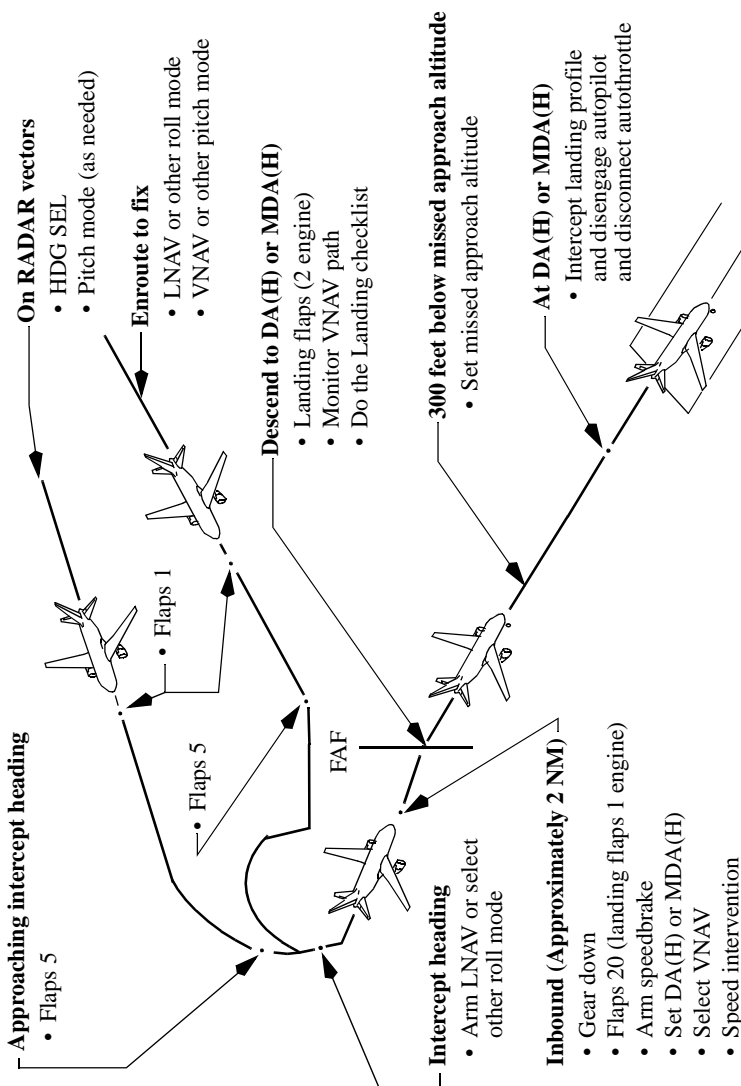 On RADAR vectors
• HDG SEL
• Pitch mode (as needed)
Enroute to fix
• LNAV or other roll mode
• VNAV or other pitch mode
Approaching intercept heading
• Flaps 5
• Flaps 1
• Flaps 5
FAF
Descend to DA(H) or MDA(H)
• Landing flaps (2 engine)
• Monitor VNAV path
• Do the Landing checklist
Intercept heading
• Arm LNAV or select
other roll mode
300 feet below missed approach altitude
• Set missed approach altitude
Inbound (Approximately 2 NM)
• Gear down
• Flaps 20 (landing flaps 1 engine)
• Arm speedbrake
• Set DA(H) or MDA(H)
• Select VNAV
• Speed intervention
At DA(H) or MDA(H)
• Intercept landing profile
and disengage autopilot
and disconnect autothrottle